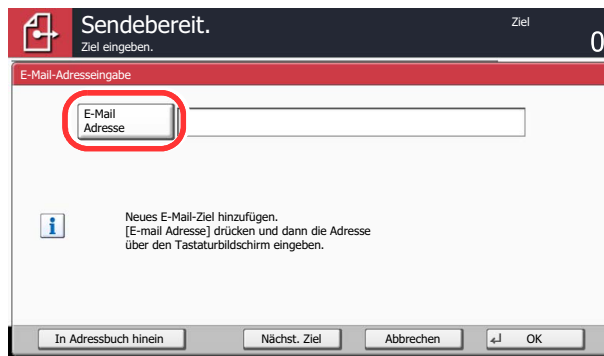 Sendebereit.
Ziel
Ziel eingeben.
0
E-Mail-Adresseingabe
E-Mail
Adresse
Neues E-Mail-Ziel hinzufügen.
[E-mail Adresse] drücken und dann die Adresse
über den Tastaturbildschirm eingeben.
In Adressbuch hinein
Nächst. Ziel
Abbrechen
OK